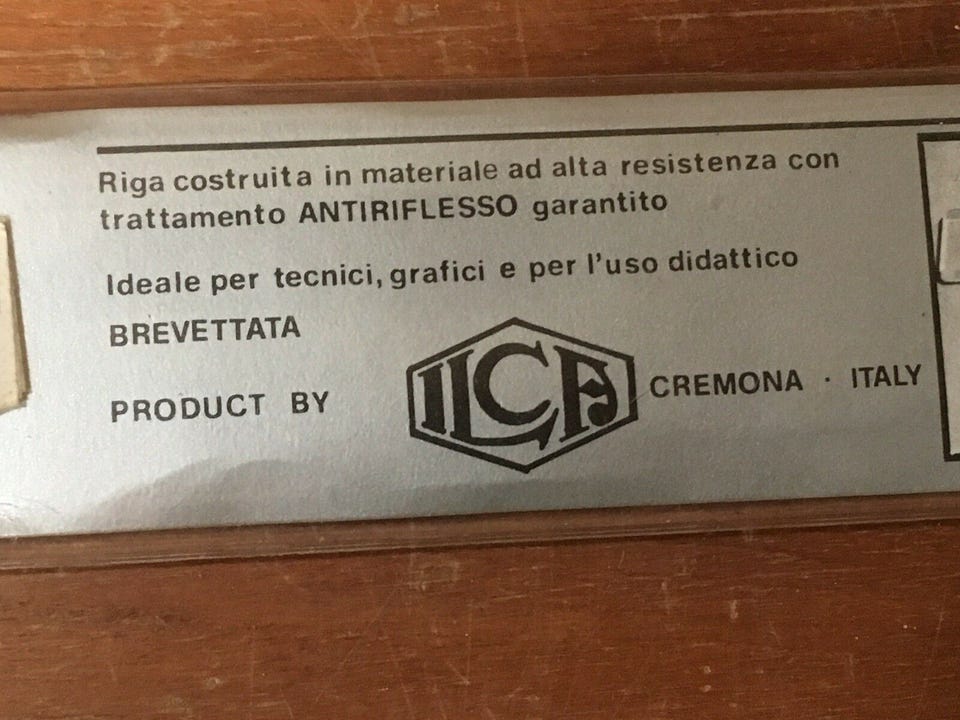 Riga costruita in materiale ad alta resistenza con
trattamento ANTIRIFLESSO garantito
Ideale per tecnici, grafici e per l'uso didattico
BREVETTATA
PRODUCT BY
CREMONA · ITALY